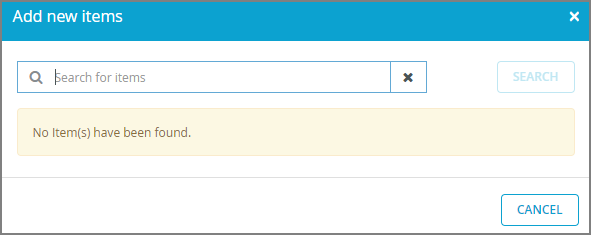 Add new items
Search for items
SEARCH
No Item(s) have been found.
CANCEL